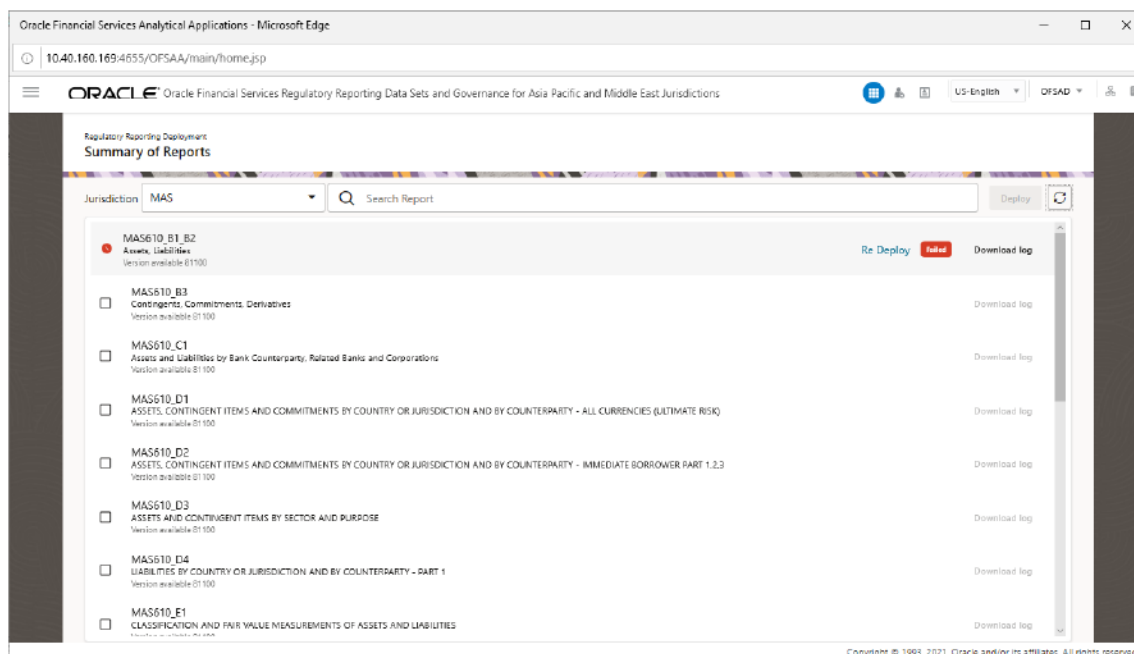 Oracle Financial Services Analytical Applications - Microsoft Edge
10.40.160.169:4655/OFSAA/main/home.jsp
ORACLE Oracle Financial Services Regulatory Reporting Data Sets and Governance for Asia Pacific and Middle East Jurisdictions
US-English
OFSAD
Regulatory Reporting Deployment
Summary of Reports
Jurisdiction MAS Search Report Deploy
MAS610_B1_B2
Assets, Liabilities
Version available 81100
Re Deploy Failed Download log
MAS610_B3
Contingents, Commitments, Derivatives
Version available 81100
Download log
MAS610_C1
Assets and Liabilities by Bank Counterparty, Related Banks and Corporations
Version available 81100
Download log
MAS610_D1
ASSETS, CONTINGENT ITEMS AND COMMITMENTS BY COUNTRY OR JURISDICTION AND BY COUNTERPARTY - ALL CURRENCIES (ULTIMATE RISK)
Version available 81100
Download log
MAS610_D2
ASSETS, CONTINGENT ITEMS AND COMMITMENTS BY COUNTRY OR JURISDICTION AND BY COUNTERPARTY - IMMEDIATE BORROWER PART 1,2,3
Version available 81100
Download log
MAS610_D3
ASSETS AND CONTINGENT ITEMS BY SECTOR AND PURPOSE
Version available 81100
Download log
MAS610_D4
LIABILITIES BY COUNTRY OR JURISDICTION AND BY COUNTERPARTY - PART 1
Version available 81100
Download log
MAS610_E1
CLASSIFICATION AND FAIR VALUE MEASUREMENTS OF ASSETS AND LIABILITIES
Download log
Copyright © 1993, 2021, Oracle and/or its affiliates. All rights reserved